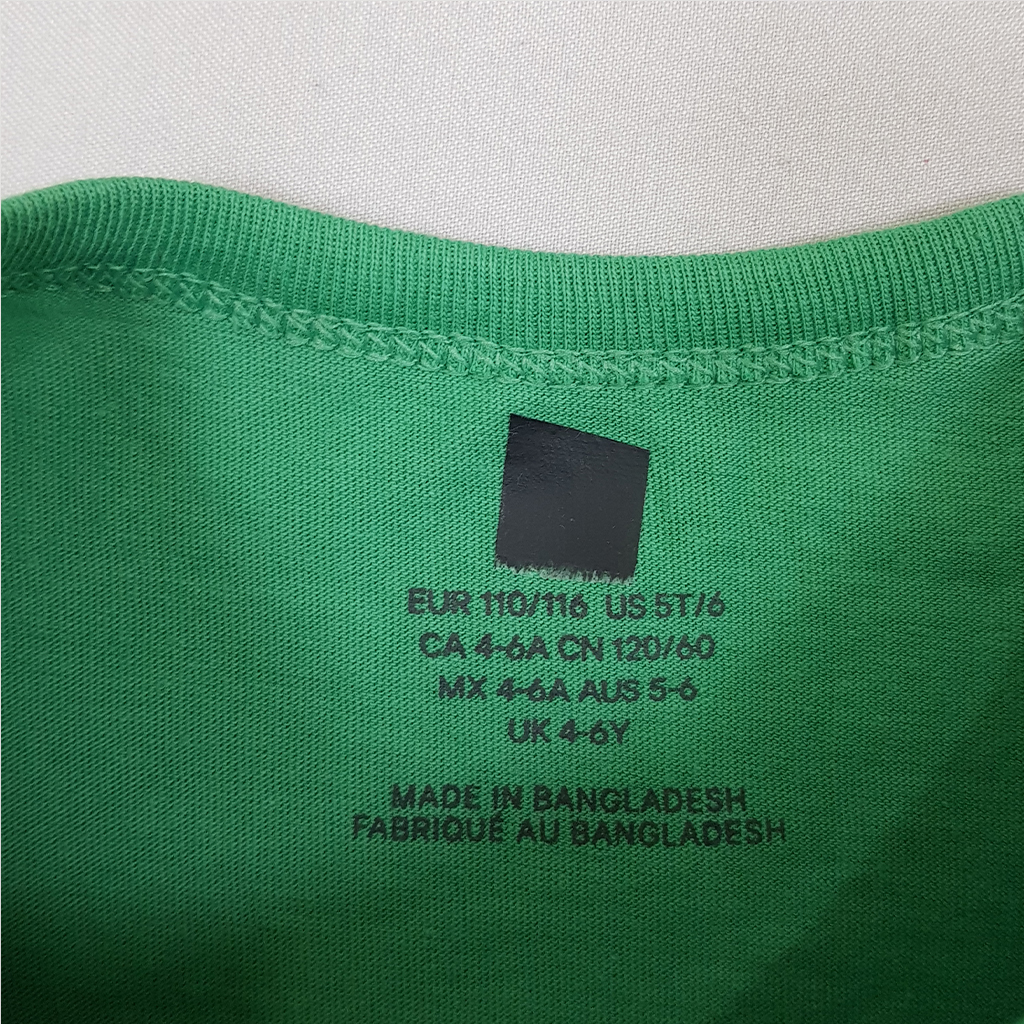 EUR 110/116 US 5T/6
CA 4-6A CN 120/60
MX 4-6A AUS 5-6
UK 4-6Y
MADE IN BANGLADESH
FABRIQUÉ AU BANGLADESH